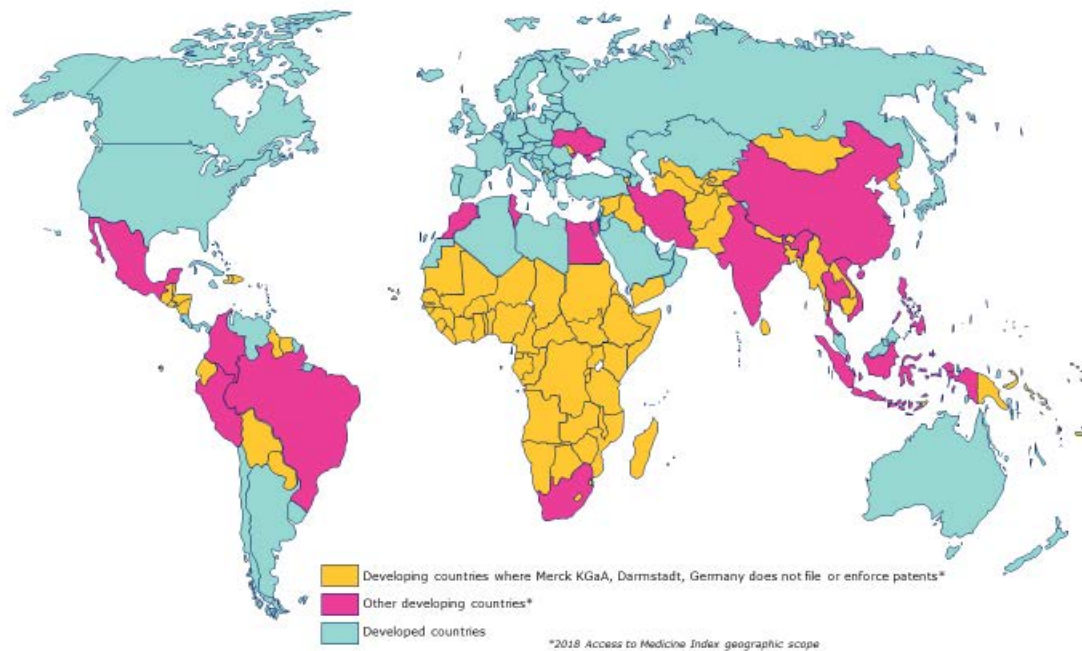 Developing countries where Merck KGaA, Darmstadt, Germany does not file or enforce patents*
Other developing countries*
Developed countries
*2018 Access to Medicine Index geographic scope